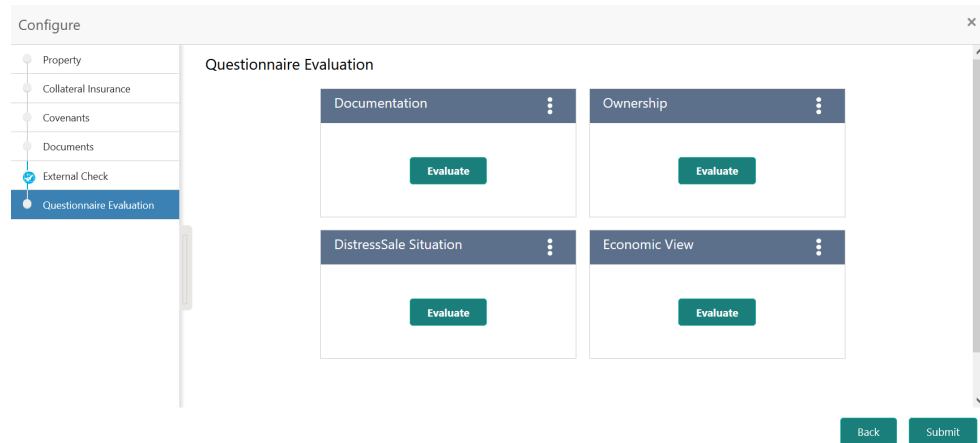 Configure
Property
Collateral Insurance
Covenants
Documents
External Check
Questionnaire Evaluation
Questionnaire Evaluation
Documentation
Evaluate
Ownership
Evaluate
DistressSale Situation
Evaluate
Economic View
Evaluate
Back
Submit